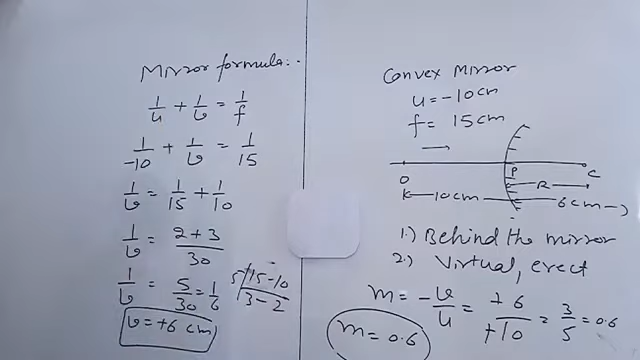 Mirror formula:-
1/u + 1/v = 1/f
1/-10 + 1/v = 1/15
1/v = 1/15 + 1/10
1/v = 2+3/30
1/v = 5/30 = 1/6
5 | 15-10
3-2
v = +6 cm
Convex Mirror
u = -10cm
f = 15cm
O
P
C
R
10cm
6cm
1.) Behind the mirror
2.) Virtual, erect
m = -v/u = +6/+10 = 3/5 = 0.6
m = 0.6